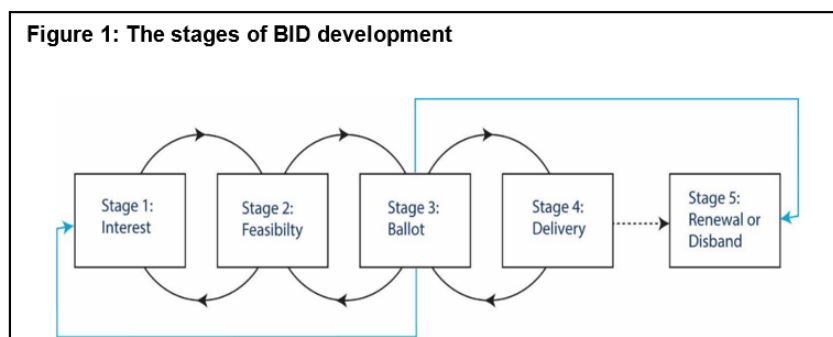 Figure 1: The stages of BID development
Stage 1:
Interest
Stage 2:
Feasibilty
Stage 3:
Ballot
Stage 4:
Delivery
Stage 5:
Renewal or
Disband